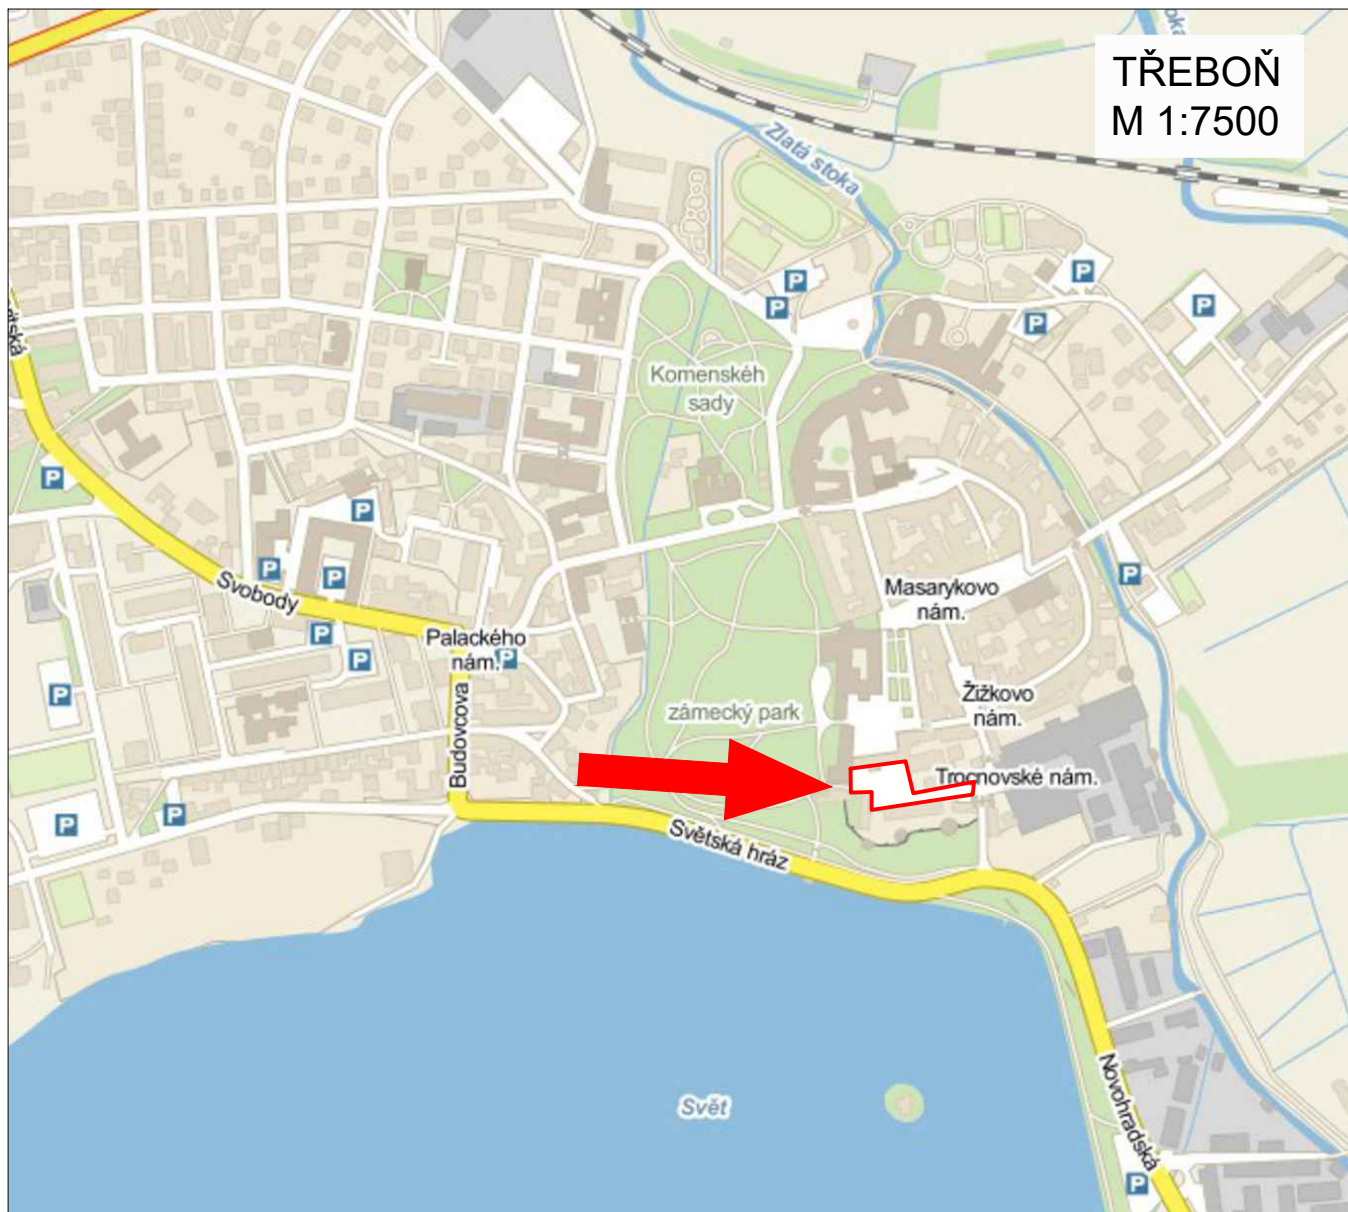 TŘEBOŇ
M 1:7500
Zlatá stoka
P
P
P
P
P
Komenskéh
sady
P
P
P
P
Svobody
P
P
P
Masarykovo
nám.
Palackého
nám.
P
P
Budovcova
zámecký park
Žižkovo
nám.
Trocnovské nám.
P
P
Světská hráz
Svět
Novohradská
P